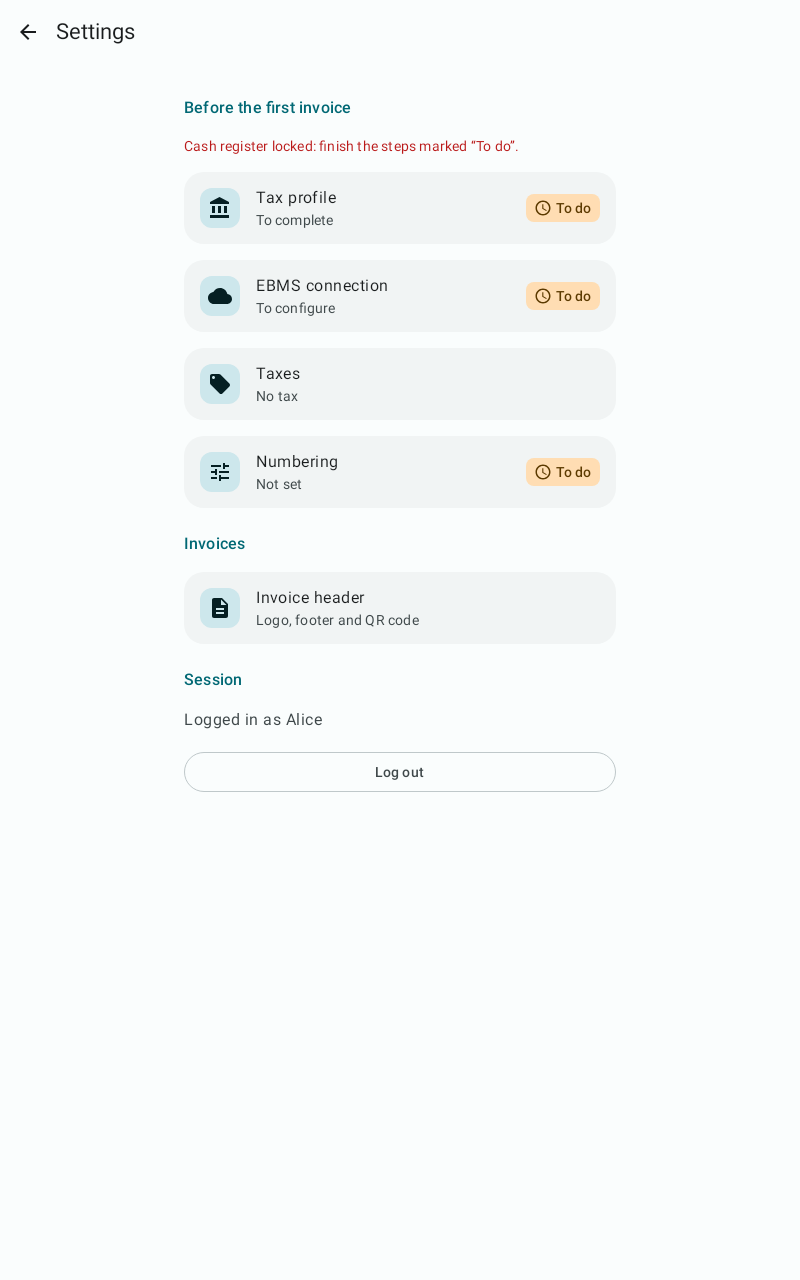 Settings
Before the first invoice
Cash register locked: finish the steps marked “To do”.
Tax profile
To complete
To do
EBMS connection
To configure
To do
Taxes
No tax
Numbering
Not set
To do
Invoices
Invoice header
Logo, footer and QR code
Session
Logged in as Alice
Log out